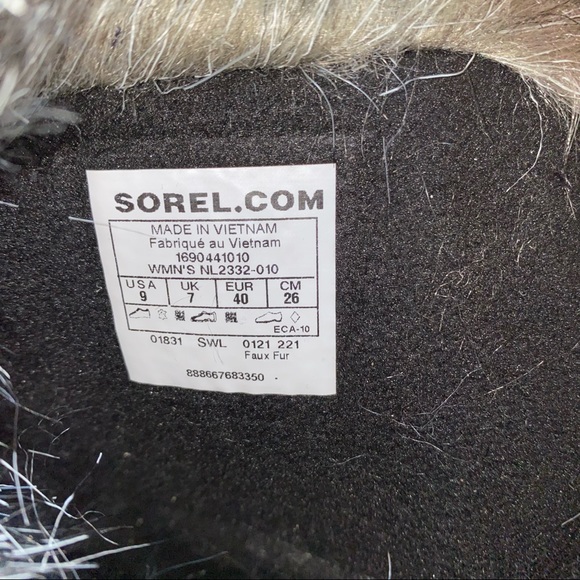 SOREL.COM
MADE IN VIETNAM
Fabriqué au Vietnam
1690441010
WMN'S NL2332-010
USA UK EUR CM
9 7 40 26
ECA-10
01831 SWL 0121 221
Faux Fur
888667683350